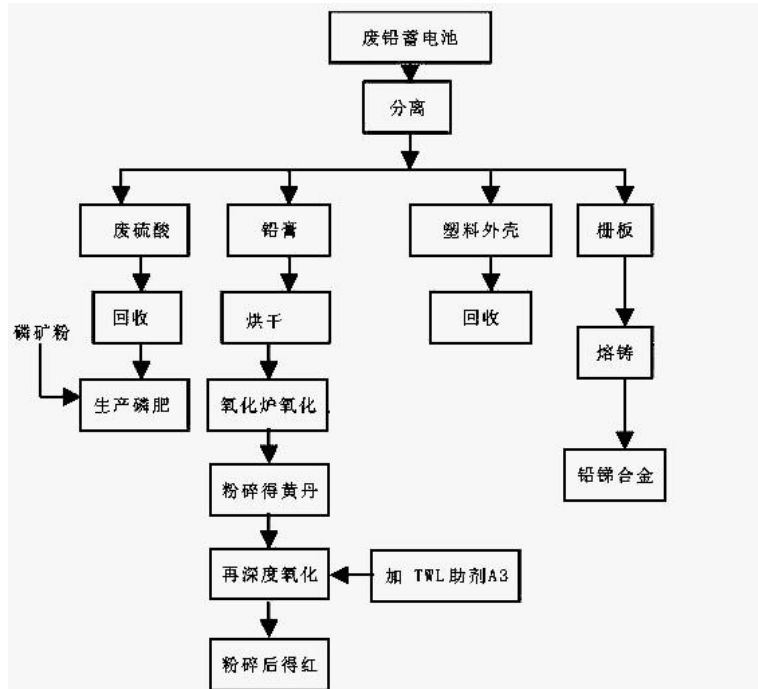 废铅蓄电池
分离
废硫酸
铅膏
塑料外壳
栅板
回收
烘干
回收
磷矿粉
熔铸
生产磷肥
氧化炉氧化
铅锑合金
粉碎得黄丹
再深度氧化
加 TWL助剂A3
粉碎后得红